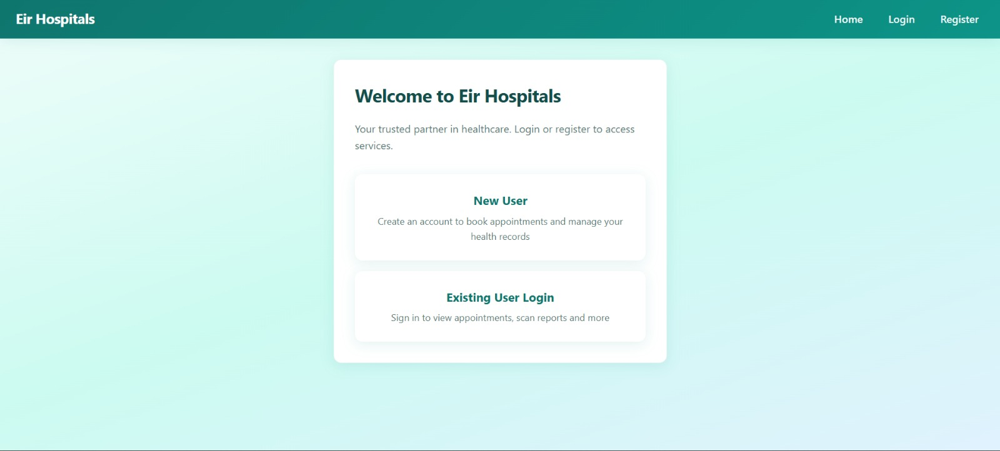 Eir Hospitals
Home
Login
Register
Welcome to Eir Hospitals
Your trusted partner in healthcare. Login or register to access
services.
New User
Create an account to book appointments and manage your
health records
Existing User Login
Sign in to view appointments, scan reports and more